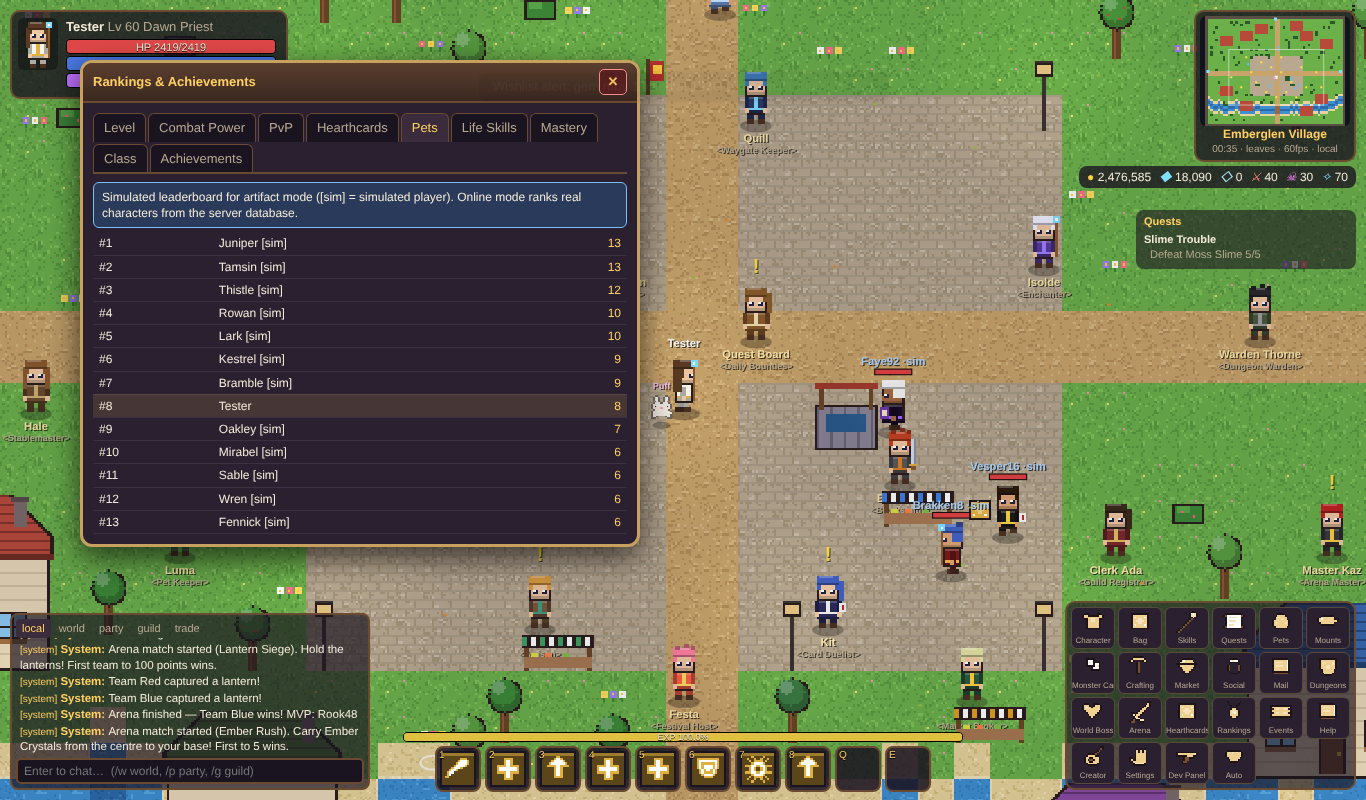 Tester Lv 60 Dawn Priest
HP 2419/2419
Rankings & Achievements
×
Level
Combat Power
PvP
Hearthcards
Pets
Life Skills
Mastery
Class
Achievements
Simulated leaderboard for artifact mode ([sim] = simulated player). Online mode ranks real
characters from the server database.
#1 Juniper [sim] 13
#2 Tamsin [sim] 13
#3 Thistle [sim] 12
#4 Rowan [sim] 10
#5 Lark [sim] 10
#6 Kestrel [sim] 9
#7 Bramble [sim] 9
#8 Tester 8
#9 Oakley [sim] 7
#10 Mirabel [sim] 6
#11 Sable [sim] 6
#12 Wren [sim] 6
#13 Fennick [sim] 6
Quill
<Waygate Keeper>
Emberglen Village
00:35 · leaves · 60fps · local
2,476,585 18,090 0 40 30 70
Quests
Slime Trouble
Defeat Moss Slime 5/5
!
Isolde
<Enchanter>
Tester
Puff
Quest Board
<Daily Bounties>
Faye92 ·sim
Warden Thorne
<Dungeon Warden>
Hale
<Stablemaster>
Vesper16 ·sim
Brakken8 ·sim
!
Luma
<Pet Keeper>
!
!
Clerk Ada
<Guild Registrar>
Master Kaz
<Arena Master>
Kit
<Card Duelist>
Festa
<Festival Host>
local world party guild trade
[system] System: Arena match started (Lantern Siege). Hold the
lanterns! First team to 100 points wins.
[system] System: Team Red captured a lantern!
[system] System: Team Blue captured a lantern!
[system] System: Arena finished — Team Blue wins! MVP: Rook48
[system] System: Arena match started (Ember Rush). Carry Ember
Crystals from the centre to your base! First to 5 wins.
Enter to chat… (/w world, /p party, /g guild)
EXP 100.0%
1 2 3 4 5 6 7 8 Q E
Character Bag Skills Quests Pets Mounts
Monster Ca Crafting Market Social Mail Dungeons
World Boss Arena Hearthcards Rankings Events Help
Creator Settings Dev Panel Auto